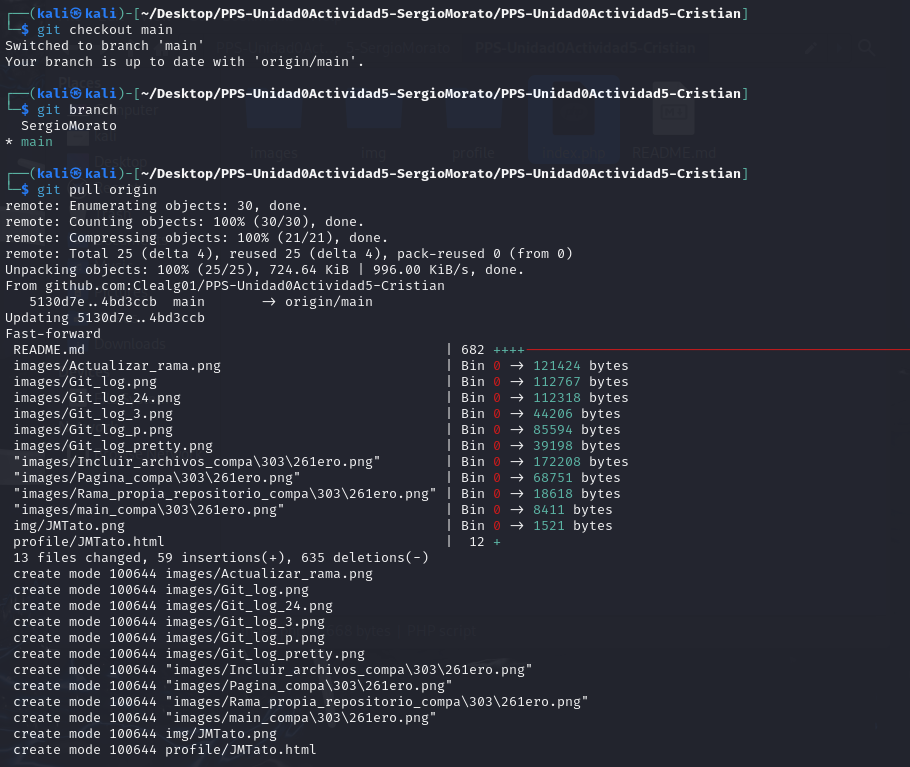 ┌──(kali㉿kali)-[~/Desktop/PPS-Unidad0Actividad5-SergioMorato/PPS-Unidad0Actividad5-Cristian]
└─$ git checkout main
Switched to branch 'main'
Your branch is up to date with 'origin/main'.
┌──(kali㉿kali)-[~/Desktop/PPS-Unidad0Actividad5-SergioMorato/PPS-Unidad0Actividad5-Cristian]
└─$ git branch
  SergioMorato
* main
┌──(kali㉿kali)-[~/Desktop/PPS-Unidad0Actividad5-SergioMorato/PPS-Unidad0Actividad5-Cristian]
└─$ git pull origin
remote: Enumerating objects: 30, done.
remote: Counting objects: 100% (30/30), done.
remote: Compressing objects: 100% (21/21), done.
remote: Total 25 (delta 4), reused 25 (delta 4), pack-reused 0 (from 0)
Unpacking objects: 100% (25/25), 724.64 KiB | 996.00 KiB/s, done.
From github.com:Clealg01/PPS-Unidad0Actividad5-Cristian
   5130d7e..4bd3ccb  main       -> origin/main
Updating 5130d7e..4bd3ccb
Fast-forward
 README.md                                            | 682 ++++-----------------------------------------------
 images/Actualizar_rama.png                           | Bin 0 -> 121424 bytes
 images/Git_log.png                                   | Bin 0 -> 112767 bytes
 images/Git_log_24.png                                | Bin 0 -> 112318 bytes
 images/Git_log_3.png                                 | Bin 0 -> 44206 bytes
 images/Git_log_p.png                                 | Bin 0 -> 85594 bytes
 images/Git_log_pretty.png                            | Bin 0 -> 39198 bytes
 "images/Incluir_archivos_compa\303\261ero.png"       | Bin 0 -> 172208 bytes
 "images/Pagina_compa\303\261ero.png"                 | Bin 0 -> 68751 bytes
 "images/Rama_propia_repositorio_compa\303\261ero.png" | Bin 0 -> 18618 bytes
 "images/main_compa\303\261ero.png"                   | Bin 0 -> 8411 bytes
 img/JMTato.png                                       | Bin 0 -> 1521 bytes
 profile/JMTato.html                                  |  12 +
 13 files changed, 59 insertions(+), 635 deletions(-)
 create mode 100644 images/Actualizar_rama.png
 create mode 100644 images/Git_log.png
 create mode 100644 images/Git_log_24.png
 create mode 100644 images/Git_log_3.png
 create mode 100644 images/Git_log_p.png
 create mode 100644 images/Git_log_pretty.png
 create mode 100644 "images/Incluir_archivos_compa\303\261ero.png"
 create mode 100644 "images/Pagina_compa\303\261ero.png"
 create mode 100644 "images/Rama_propia_repositorio_compa\303\261ero.png"
 create mode 100644 "images/main_compa\303\261ero.png"
 create mode 100644 img/JMTato.png
 create mode 100644 profile/JMTato.html